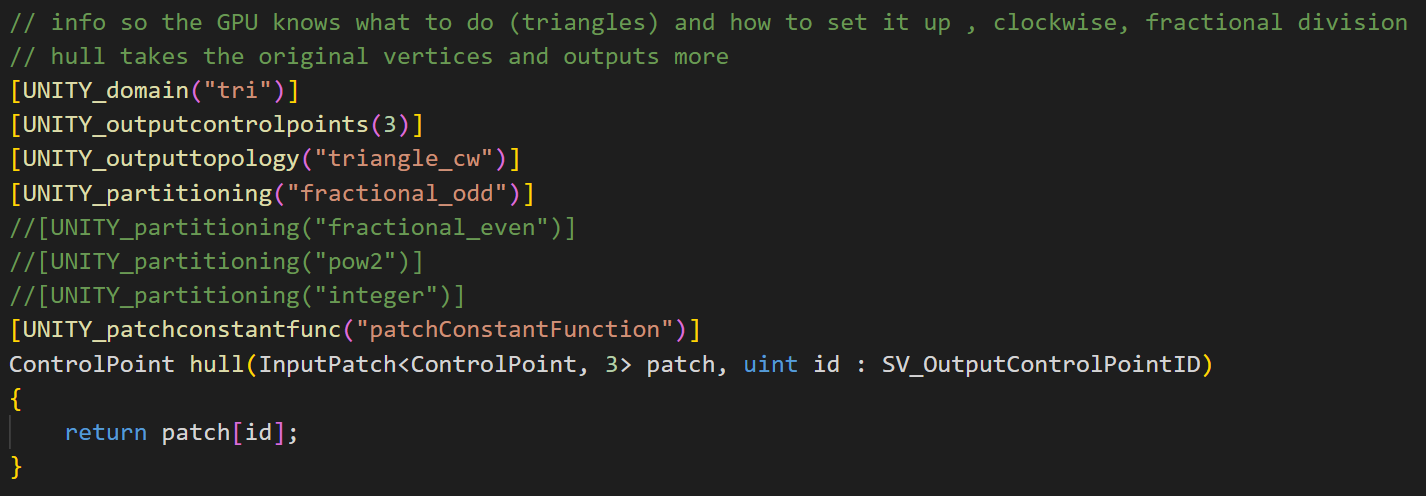 // info so the GPU knows what to do (triangles) and how to set it up , clockwise, fractional division
// hull takes the original vertices and outputs more
[UNITY_domain("tri")]
[UNITY_outputcontrolpoints(3)]
[UNITY_outputtopology("triangle_cw")]
[UNITY_partitioning("fractional_odd")]
//[UNITY_partitioning("fractional_even")]
//[UNITY_partitioning("pow2")]
//[UNITY_partitioning("integer")]
[UNITY_patchconstantfunc("patchConstantFunction")]
ControlPoint hull(InputPatch<ControlPoint, 3> patch, uint id : SV_OutputControlPointID)
{
    return patch[id];
}